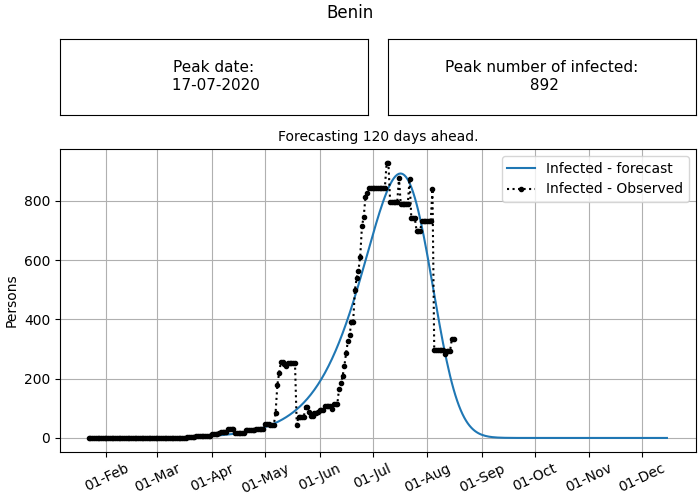 Benin
Peak date:
17-07-2020
Peak number of infected:
892
Forecasting 120 days ahead.
Infected - forecast
Infected - Observed
Persons
800
600
400
200
0
01-Feb
01-Mar
01-Apr
01-May
01-Jun
01-Jul
01-Aug
01-Sep
01-Oct
01-Nov
01-Dec